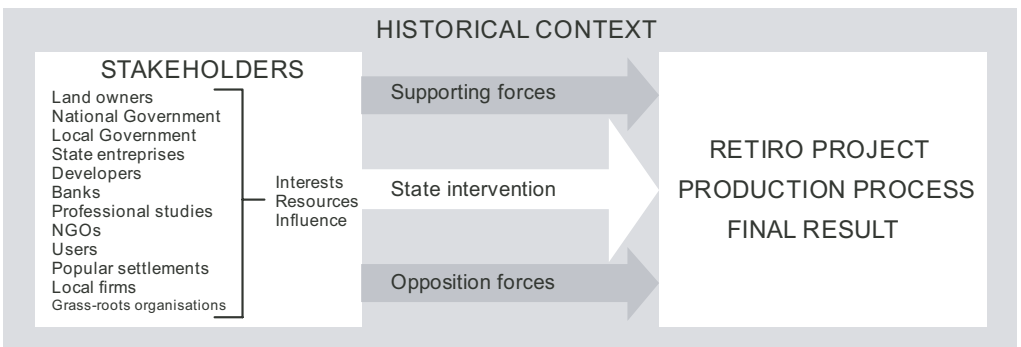 HISTORICAL CONTEXT
STAKEHOLDERS
Land owners
National Government
Local Government
State entreprises
Developers
Banks
Professional studies
NGOs
Users
Popular settlements
Local firms
Grass-roots organisations
Interests
Resources
Influence
Supporting forces
State intervention
Opposition forces
RETIRO PROJECT
PRODUCTION PROCESS
FINAL RESULT